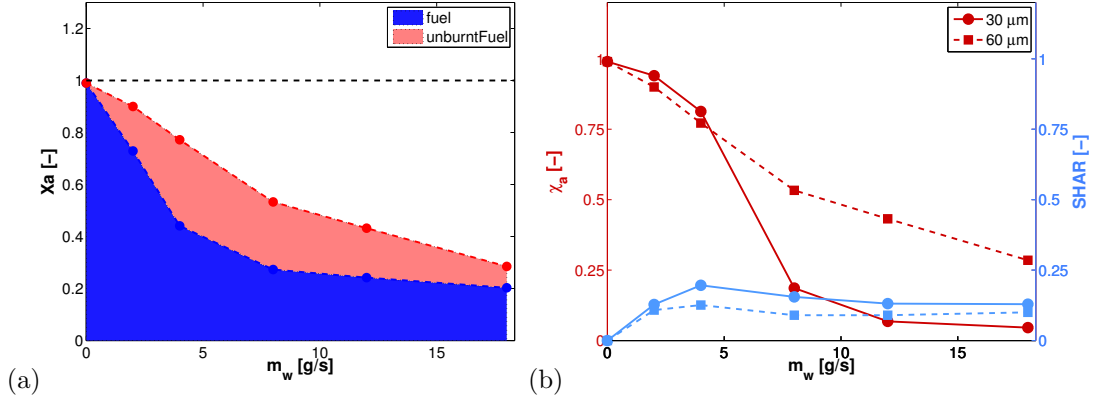 1.2
1
0.8
0.6
0.4
0.2
0
Xa [-]
0
5
10
15
m_w [g/s]
fuel
unburntFuel
(a)
1
0.75
0.5
0.25
0
χ_a [-]
0
5
10
15
m_w [g/s]
30 μm
60 μm
1
0.75
0.5
0.25
0
SHAR [-]
(b)